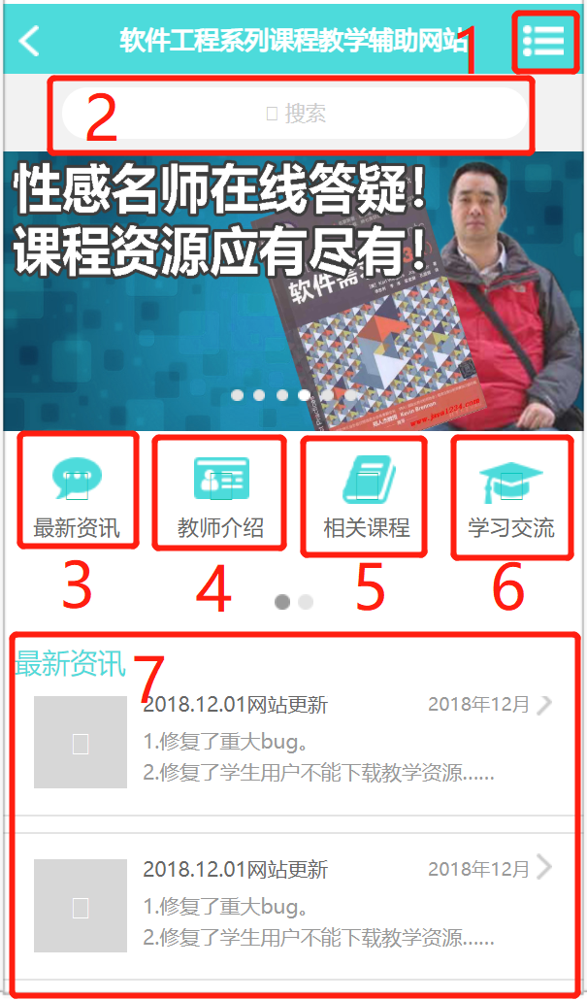 软件工程系列课程教学辅助网站
1
2
搜索
性感名师在线答疑！
课程资源应有尽有！
软件需
3
www.java1234.com
最新资讯
教师介绍
相关课程
学习交流
3
4
5
6
最新资讯
7
2018.12.01网站更新
2018年12月
1.修复了重大bug。
2.修复了学生用户不能下载教学资源......
2018.12.01网站更新
2018年12月
1.修复了重大bug。
2.修复了学生用户不能下载教学资源......